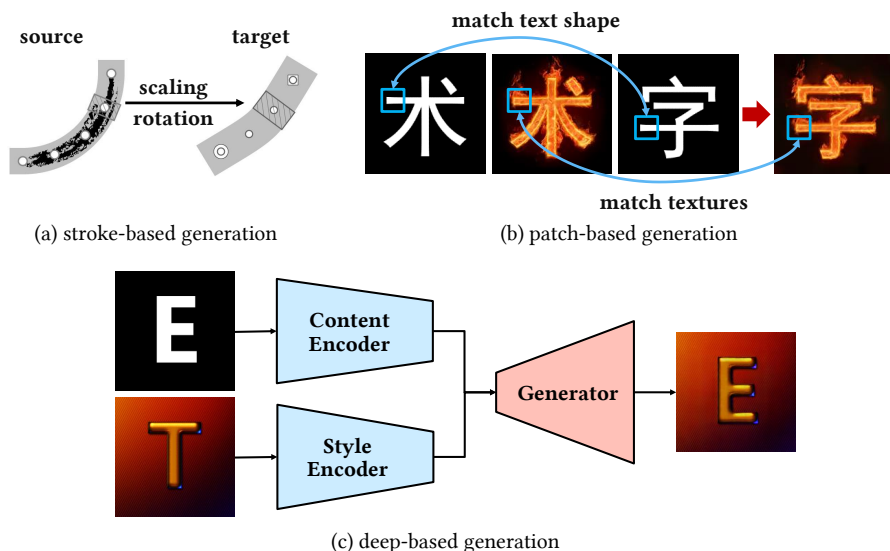 source
target
scaling
rotation
(a) stroke-based generation
match text shape
术 术 字 字
match textures
(b) patch-based generation
E
Content
Encoder
T
Style
Encoder
Generator
E
(c) deep-based generation